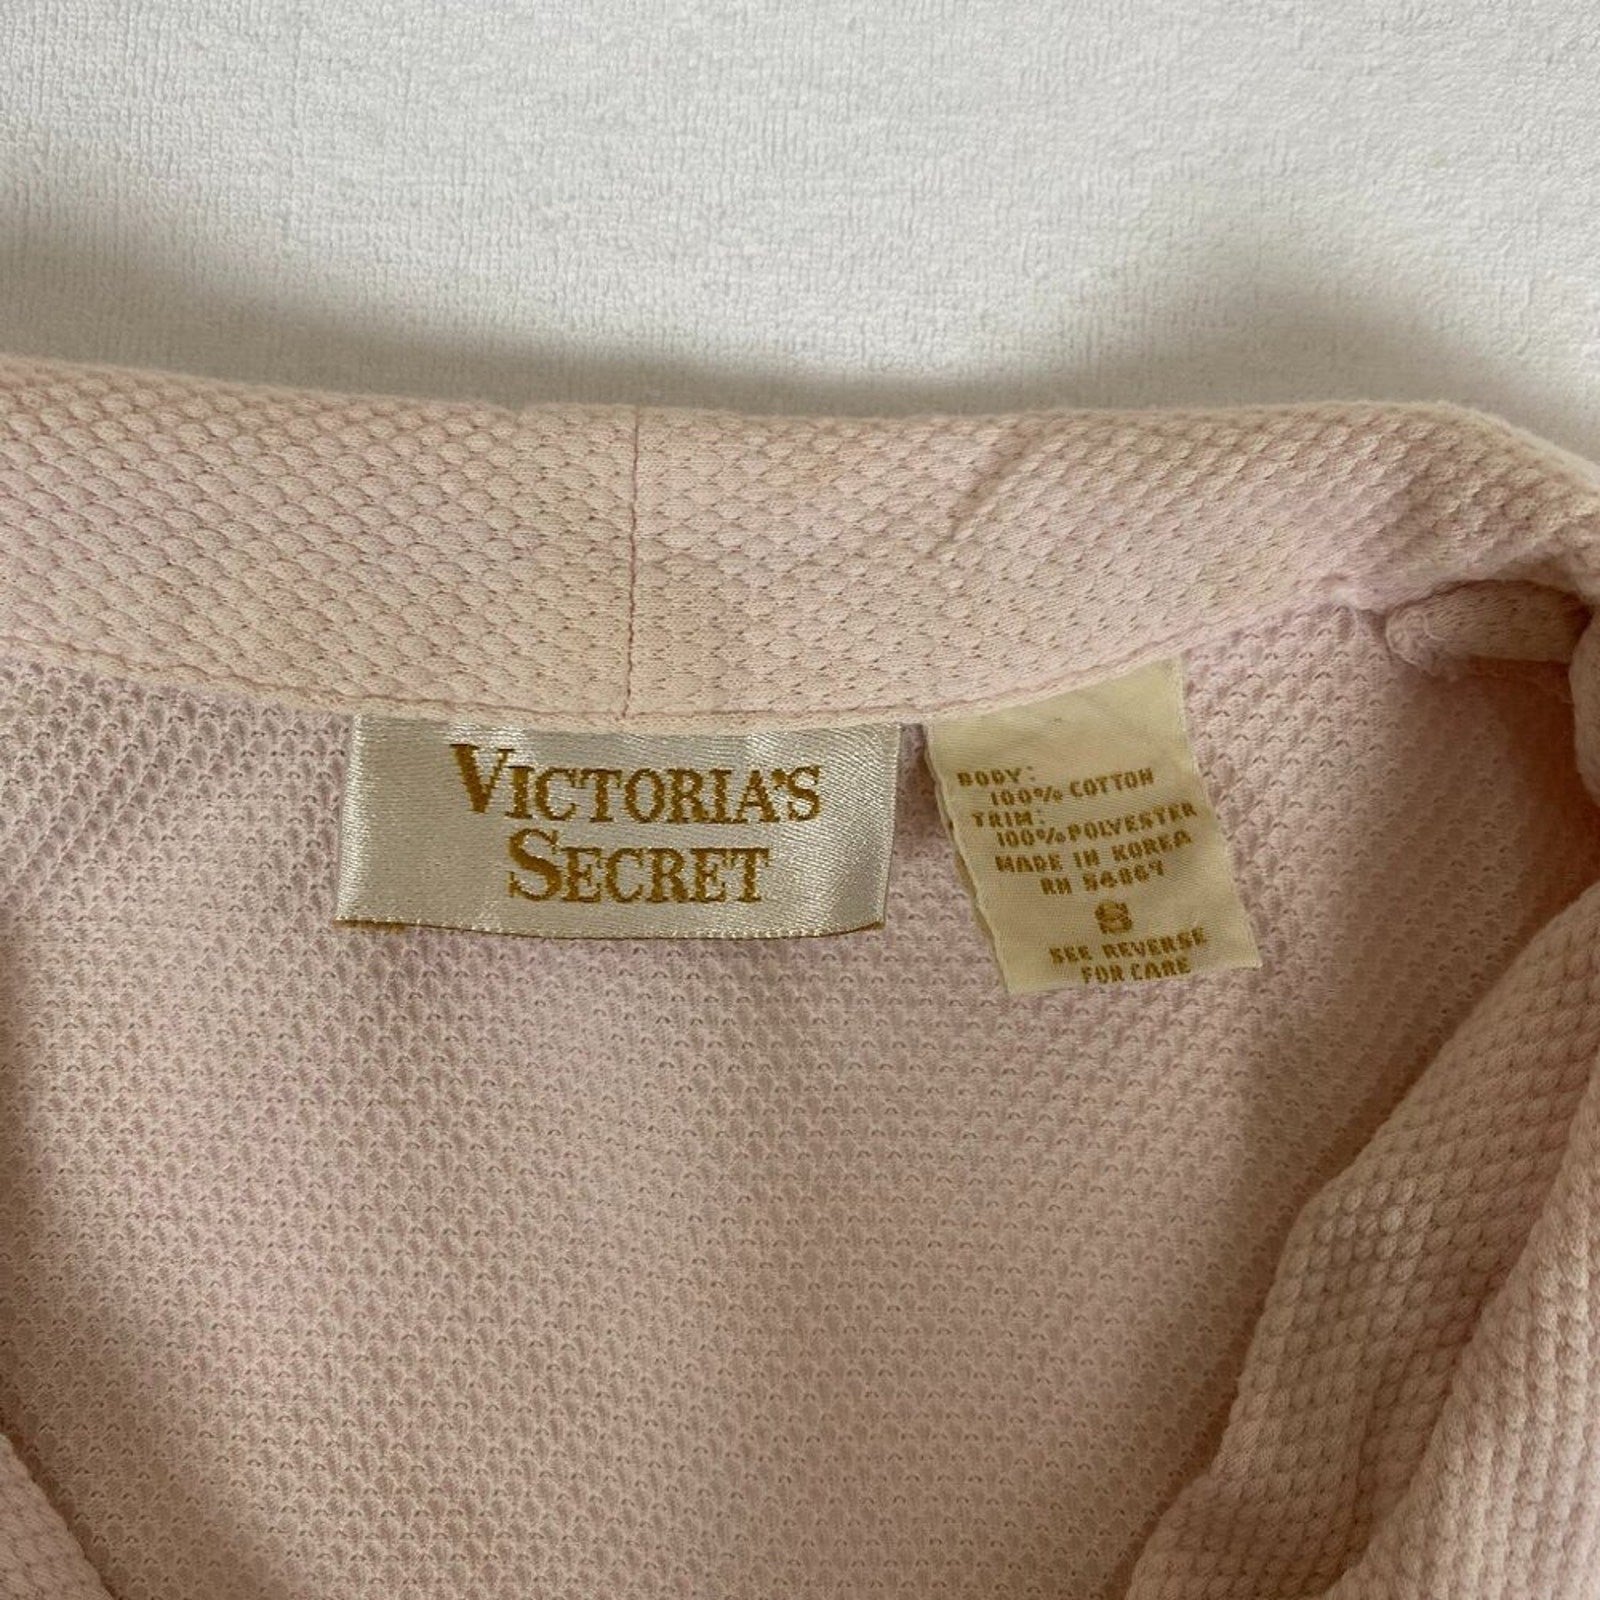 VICTORIA'S
SECRET
BODY:
100% COTTON
TRIM:
100% POLYESTER
MADE IN KOREA
RN 54867
S
SEE REVERSE
FOR CARE